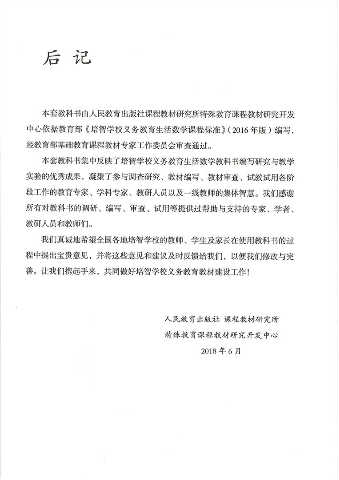 后记
本套教科书由人民教育出版社课程教材研究所特殊教育课程教材研究开发
中心依据教育部《培智学校义务教育生活数学课程标准》（2016年版）编写，
经教育部基础教育课程教材专家工作委员会审查通过。
本套教科书集中反映了培智学校义务教育生活数学教科书编写研究与教学
实验的优秀成果，凝聚了参与调查研究、教材编写、教材审查、试教试用各阶
段工作的教育专家、学科专家、教研人员以及一线教师的集体智慧。我们感谢
所有对教科书的调研、编写、审查、试用等提供过帮助与支持的专家、学者、
教研人员和教师们。
我们真诚地希望全国各地培智学校的教师、学生及家长在使用教科书的过
程中提出宝贵意见，并将这些意见和建议及时反馈给我们，以便我们修改与完
善。让我们携起手来，共同做好培智学校义务教育教材建设工作！
人民教育出版社 课程教材研究所
特殊教育课程教材研究开发中心
2018年6月